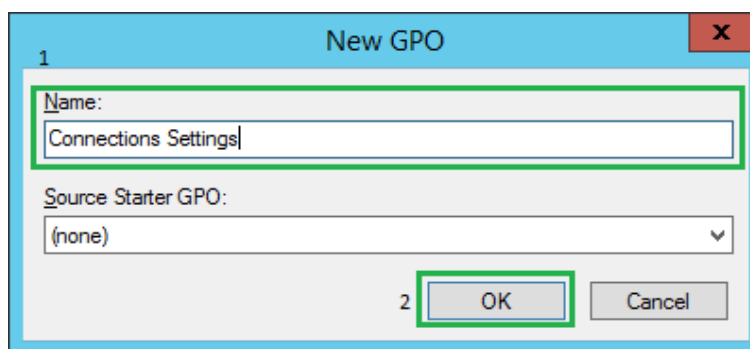 New GPO
x
1
Name:
Connections Settings
Source Starter GPO:
(none)
2
OK Cancel